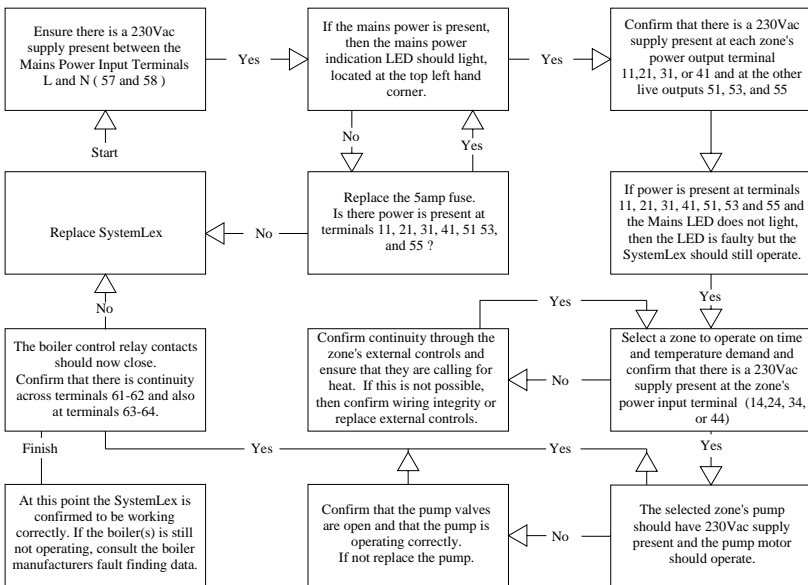 Ensure there is a 230Vac
supply present between the
Mains Power Input Terminals
L and N ( 57 and 58 )
Yes
If the mains power is present,
then the mains power
indication LED should light,
located at the top left hand
corner.
Yes
Confirm that there is a 230Vac
supply present at each zone's
power output terminal
11,21, 31, or 41 and at the other
live outputs 51, 53, and 55
Start
No
Yes
Replace SystemLex
No
Replace the 5amp fuse.
Is there power is present at
terminals 11, 21, 31, 41, 51 53,
and 55 ?
If power is present at terminals
11, 21, 31, 41, 51, 53 and 55 and
the Mains LED does not light,
then the LED is faulty but the
SystemLex should still operate.
No
Yes
Yes
The boiler control relay contacts
should now close.
Confirm that there is continuity
across terminals 61-62 and also
at terminals 63-64.
Confirm continuity through the
zone's external controls and
ensure that they are calling for
heat.  If this is not possible,
then confirm wiring integrity or
replace external controls.
No
Select a zone to operate on time
and temperature demand and
confirm that there is a 230Vac
supply present at the zone's
power input terminal  (14,24, 34,
or 44)
Finish
Yes
Yes
Yes
At this point the SystemLex is
confirmed to be working
correctly. If the boiler(s) is still
not operating, consult the boiler
manufacturers fault finding data.
Confirm that the pump valves
are open and that the pump is
operating correctly.
If not replace the pump.
No
The selected zone's pump
should have 230Vac supply
present and the pump motor
should operate.